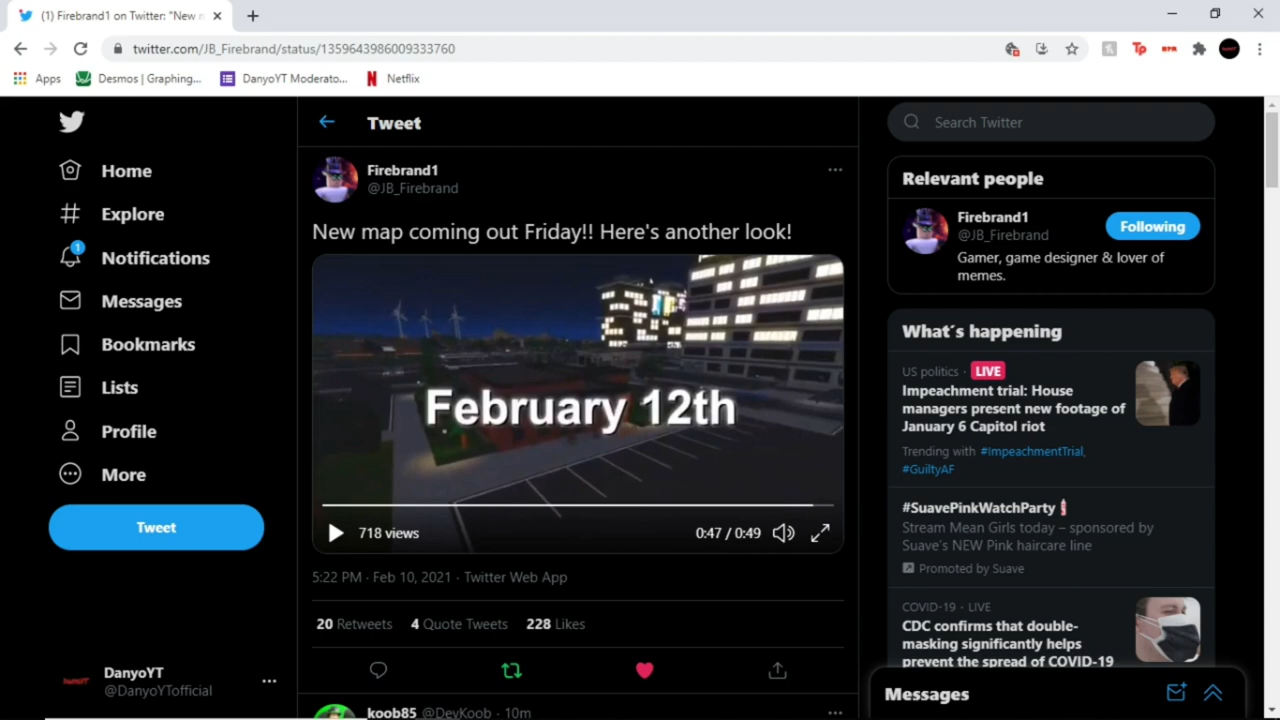 (1) Firebrand1 on Twitter: "New m
twitter.com/JB_Firebrand/status/1359643986009333760
Tp
Apps
Desmos | Graphing...
DanyoYT Moderato...
Netflix
Home
Explore
1
Notifications
Messages
Bookmarks
Lists
Profile
More
Tweet
DanyoYT
@DanyoYTofficial
Tweet
Firebrand1
@JB_Firebrand
New map coming out Friday!! Here's another look!
February 12th
718 views
0:47 / 0:49
5:22 PM · Feb 10, 2021 · Twitter Web App
20 Retweets 4 Quote Tweets 228 Likes
koob85 @DevKoob · 10m
Search Twitter
Relevant people
Firebrand1
@JB_Firebrand
Following
Gamer, game designer & lover of
memes.
What's happening
US politics · LIVE
Impeachment trial: House
managers present new footage of
January 6 Capitol riot
Trending with #ImpeachmentTrial,
#GuiltyAF
#SuavePinkWatchParty
Stream Mean Girls today – sponsored by
Suave's NEW Pink haircare line
Promoted by Suave
COVID-19 · LIVE
CDC confirms that double-
masking significantly helps
prevent the spread of COVID-19
Messages